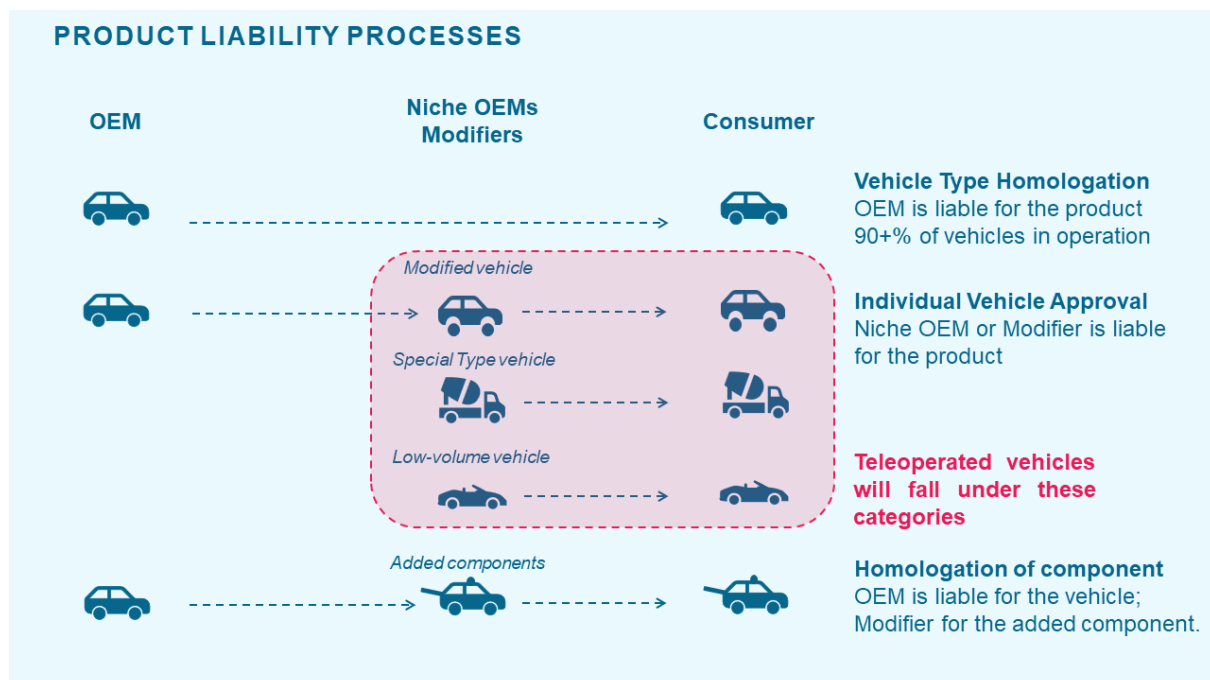 PRODUCT LIABILITY PROCESSES
OEM
Niche OEMs
Modifiers
Consumer
Vehicle Type Homologation
OEM is liable for the product
90+% of vehicles in operation
Modified vehicle
Individual Vehicle Approval
Niche OEM or Modifier is liable
for the product
Special Type vehicle
Low-volume vehicle
Teleoperated vehicles
will fall under these
categories
Added components
Homologation of component
OEM is liable for the vehicle;
Modifier for the added component.